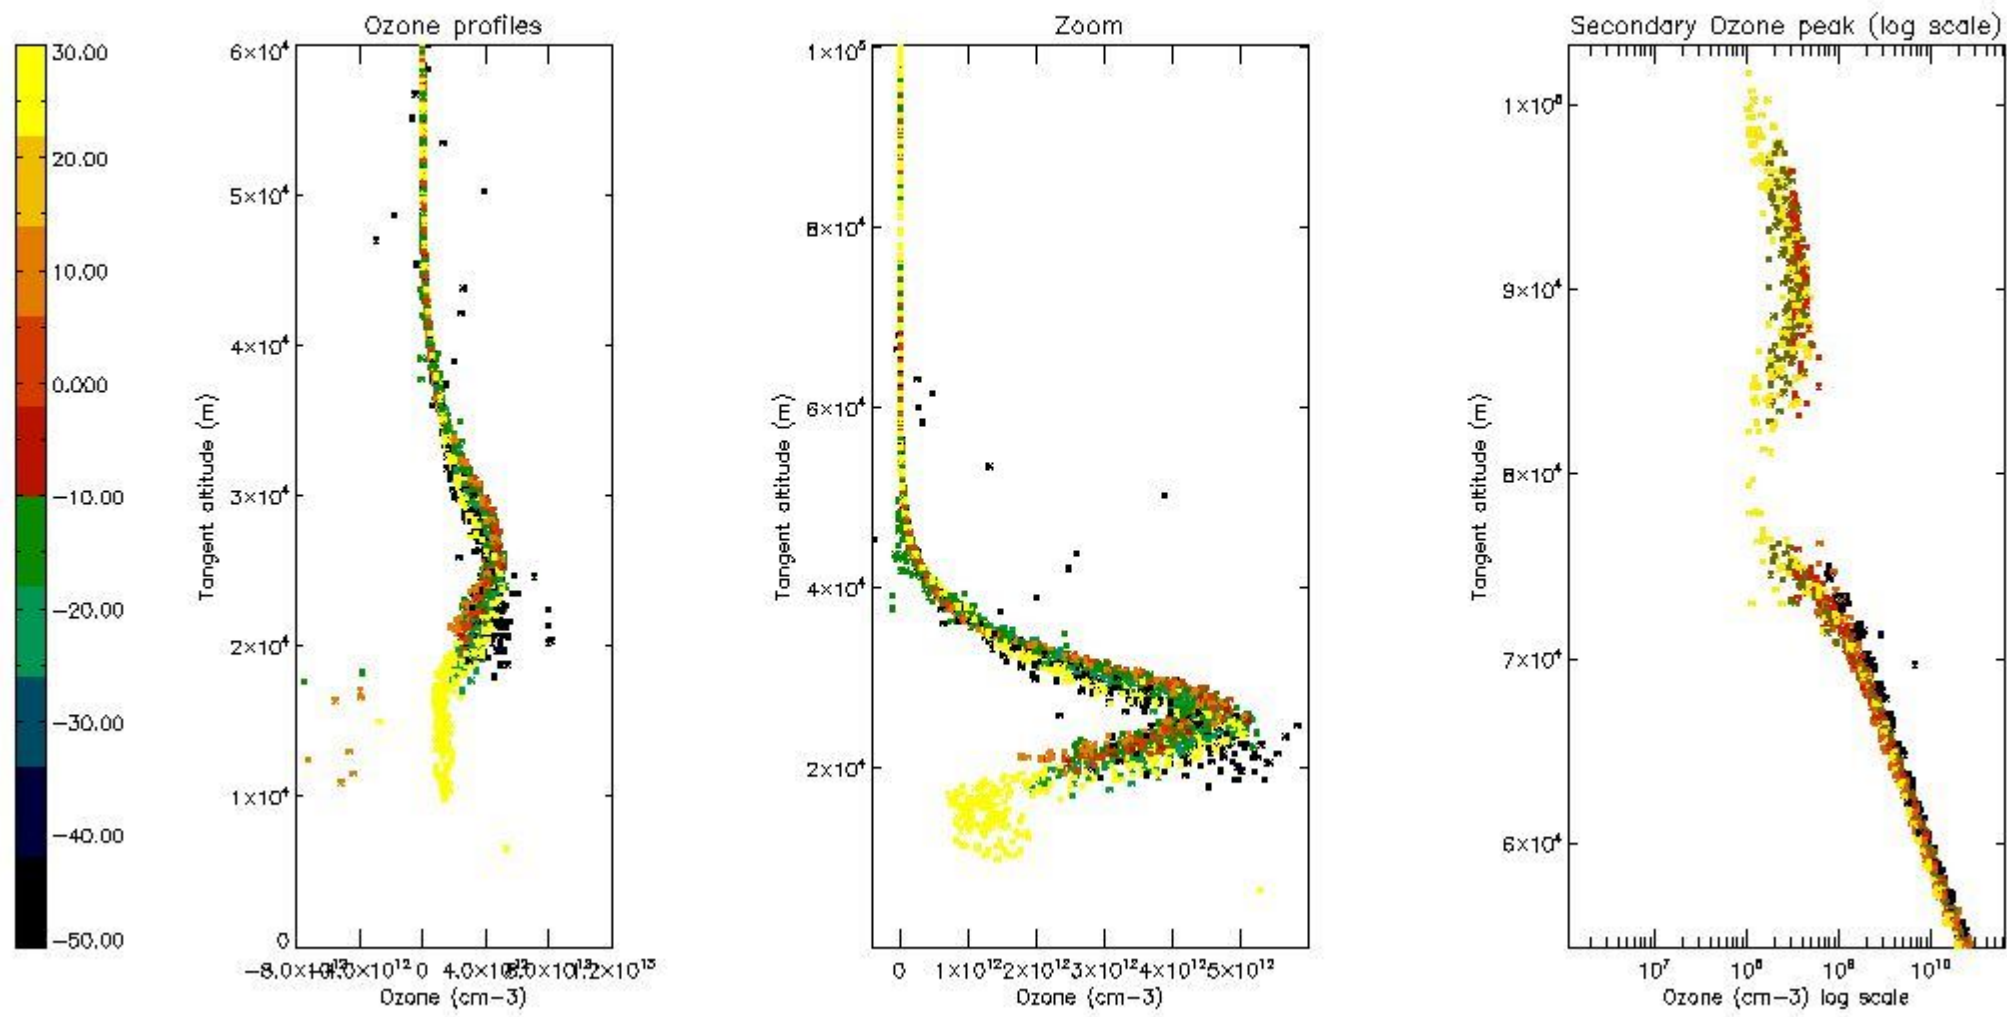 Ozone profiles
Zoom
Secondary Ozone peak (log scale)
30.00
20.00
10.00
0.000
−10.00
−20.00
−30.00
−40.00
−50.00
6×10⁴
5×10⁴
4×10⁴
3×10⁴
2×10⁴
1×10⁴
0
Tangent altitude (m)
0
Ozone (cm−3)
1×10⁵
8×10⁴
6×10⁴
4×10⁴
2×10⁴
Tangent altitude (m)
0 1×10¹² 2×10¹² 3×10¹² 4×10¹² 5×10¹²
Ozone (cm−3)
9×10⁴
8×10⁴
7×10⁴
6×10⁴
Tangent altitude (m)
10⁷ 10⁸ 10⁹ 10¹⁰
Ozone (cm−3) log scale